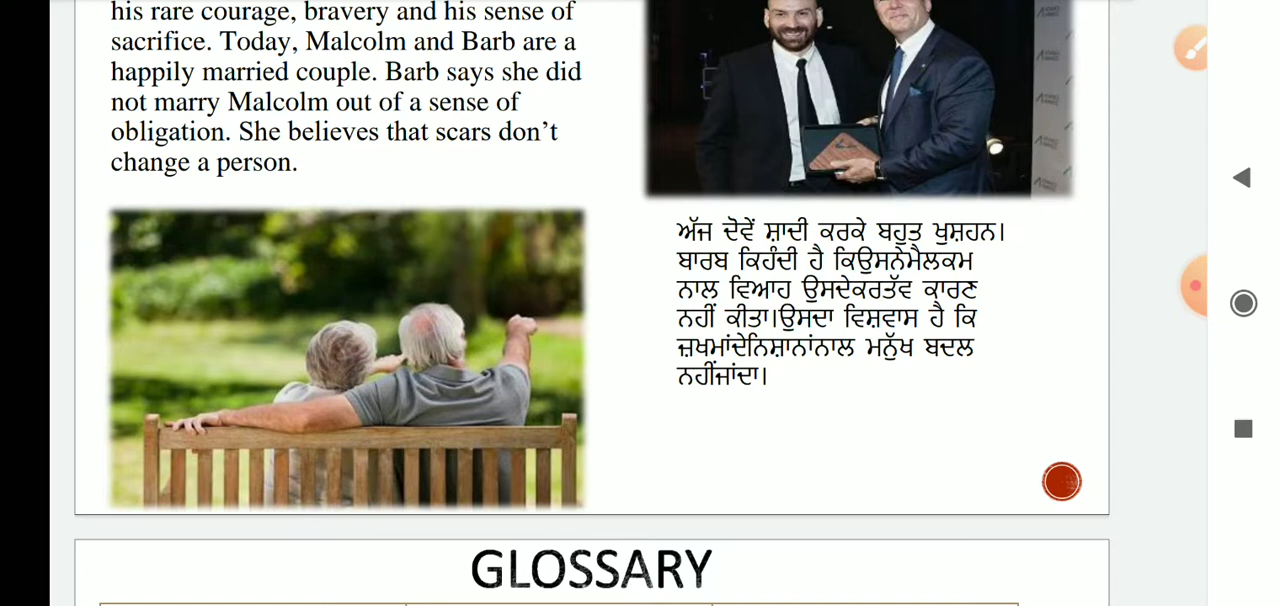 his rare courage, bravery and his sense of
sacrifice. Today, Malcolm and Barb are a
happily married couple. Barb says she did
not marry Malcolm out of a sense of
obligation. She believes that scars don’t
change a person.
ਅੱਜ ਦੋਵੇਂ ਸ਼ਾਦੀ ਕਰਕੇ ਬਹੁਤ ਖੁਸ਼ਹਨ।
ਬਾਰਬ ਕਿਹੰਦੀ ਹੈ ਕਿਉਸਨੇਮੈਲਕਮ
ਨਾਲ ਵਿਆਹ ਉਸਦੇਕਰਤੱਵ ਕਾਰਣ
ਨਹੀਂ ਕੀਤਾ।ਉਸਦਾ ਵਿਸ਼ਵਾਸ ਹੈ ਕਿ
ਜ਼ਖਮਾਂਦੇਨਿਸ਼ਾਨਾਂਨਾਲ ਮਨੁੱਖ ਬਦਲ
ਨਹੀਂਜਾਂਦਾ।
GLOSSARY